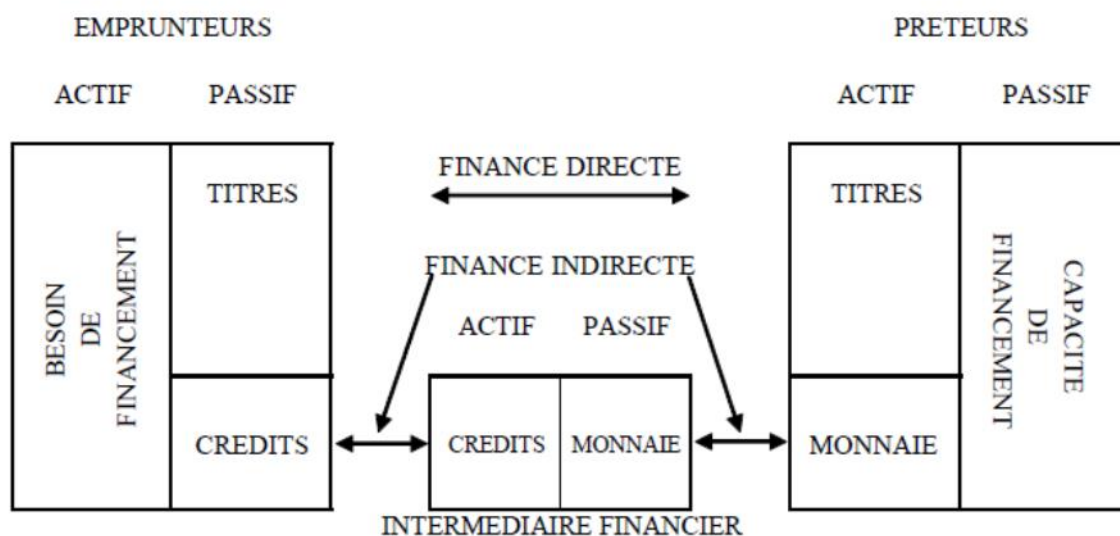 EMPRUNTEURS
PRETEURS
ACTIF PASSIF
ACTIF PASSIF
BESOIN
DE
FINANCEMENT
TITRES
CREDITS
FINANCE DIRECTE
FINANCE INDIRECTE
ACTIF PASSIF
CREDITS MONNAIE
INTERMEDIAIRE FINANCIER
TITRES
MONNAIE
CAPACITE
DE
FINANCEMENT